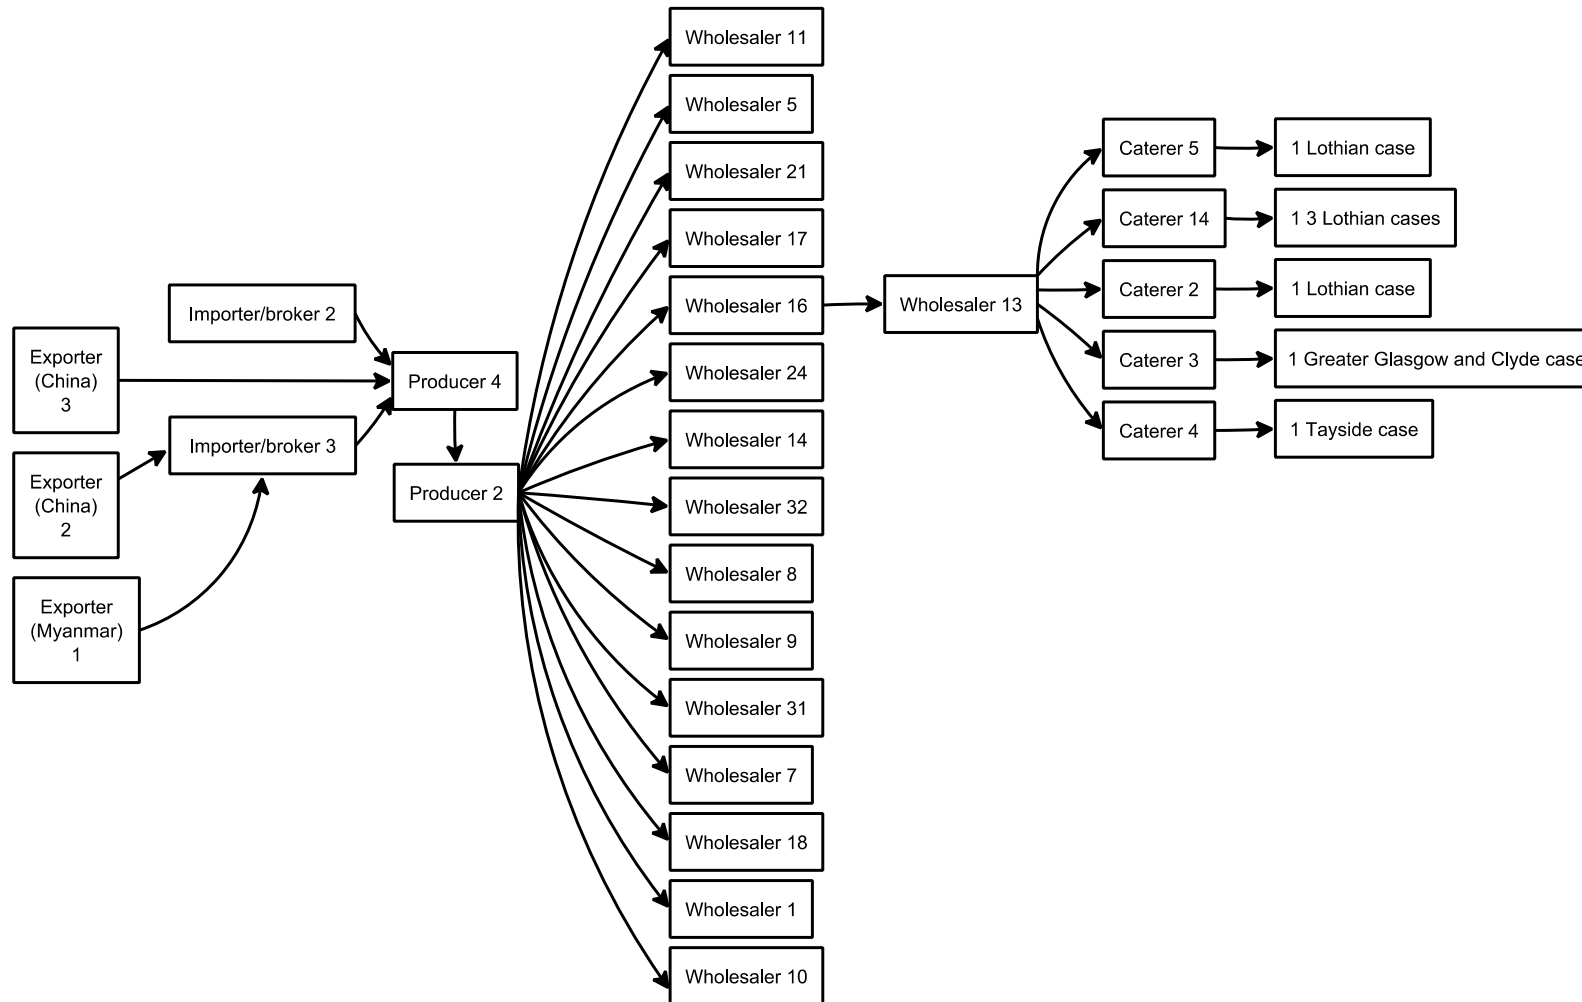 Wholesaler 11
Wholesaler 5
Wholesaler 21
Wholesaler 17
Wholesaler 16
Wholesaler 24
Wholesaler 14
Wholesaler 32
Wholesaler 8
Wholesaler 9
Wholesaler 31
Wholesaler 7
Wholesaler 18
Wholesaler 1
Wholesaler 10
Importer/broker 2
Exporter
(China)
3
Producer 4
Importer/broker 3
Exporter
(China)
2
Producer 2
Exporter
(Myanmar)
1
Wholesaler 13
Caterer 5
1 Lothian case
Caterer 14
1 3 Lothian cases
Caterer 2
1 Lothian case
Caterer 3
1 Greater Glasgow and Clyde case
Caterer 4
1 Tayside case